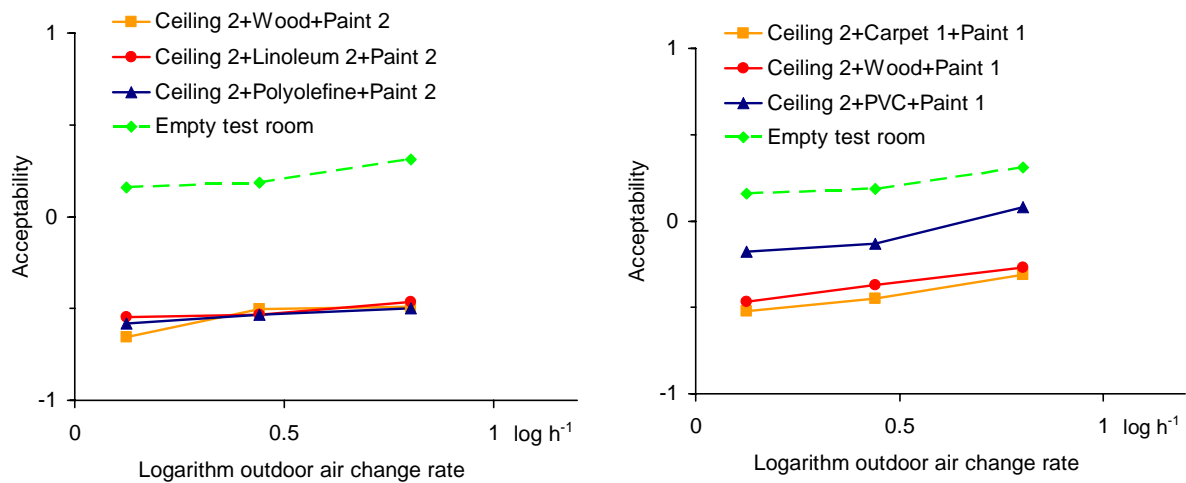 Ceiling 2+Wood+Paint 2
Ceiling 2+Linoleum 2+Paint 2
Ceiling 2+Polyolefine+Paint 2
Empty test room
1
0
-1
Acceptability
0
0.5
1
log h-1
Logarithm outdoor air change rate
Ceiling 2+Carpet 1+Paint 1
Ceiling 2+Wood+Paint 1
Ceiling 2+PVC+Paint 1
Empty test room
1
0
-1
Acceptability
0
0.5
1
log h-1
Logarithm outdoor air change rate